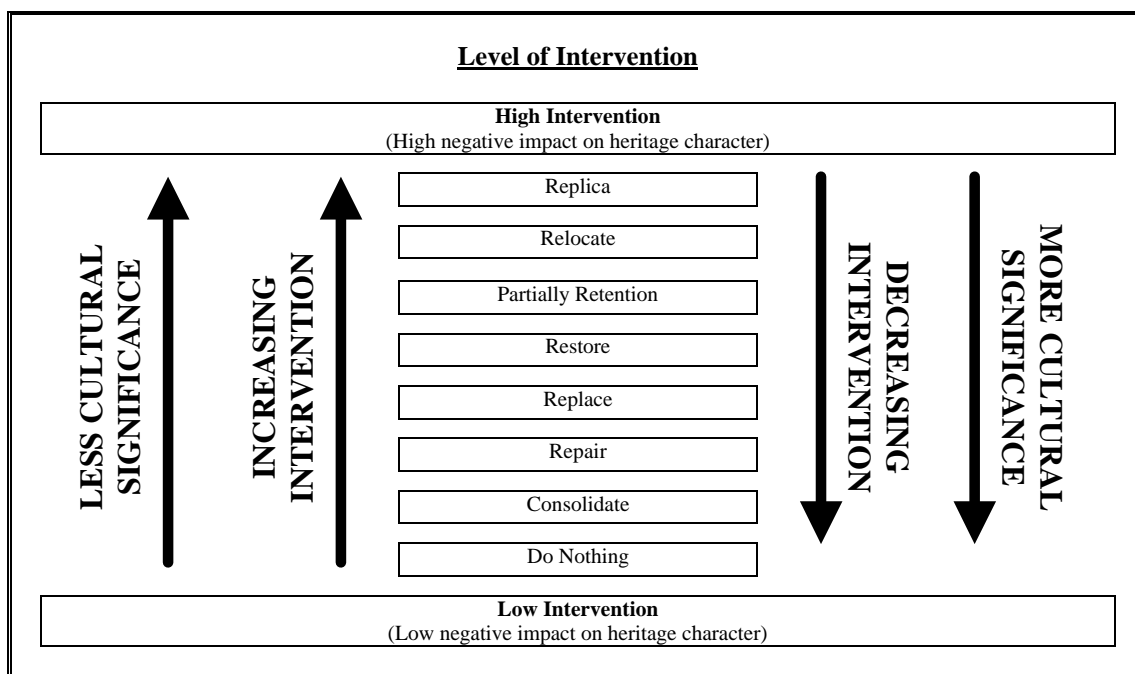 Level of Intervention
High Intervention
(High negative impact on heritage character)
LESS CULTURAL
SIGNIFICANCE
INCREASING
INTERVENTION
Replica
Relocate
Partially Retention
Restore
Replace
Repair
Consolidate
Do Nothing
DECREASING
INTERVENTION
MORE CULTURAL
SIGNIFICANCE
Low Intervention
(Low negative impact on heritage character)